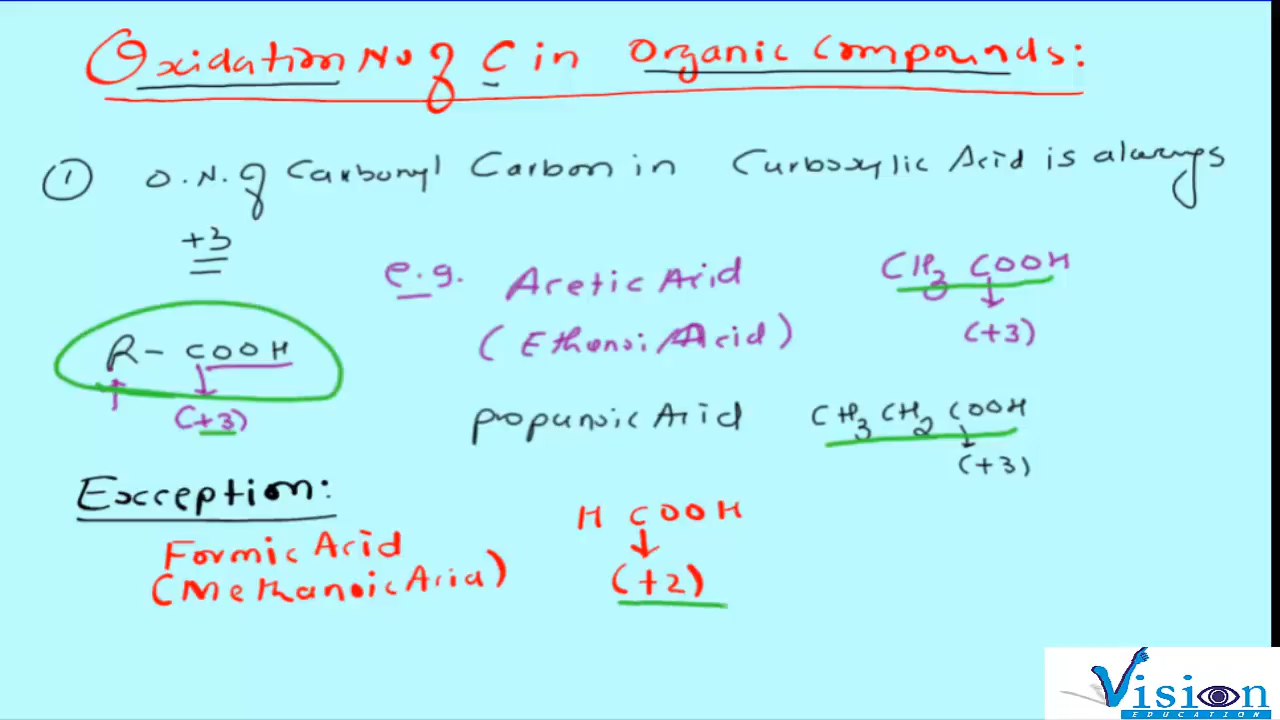 Oxidation No of C in Organic Compounds:
① O.N. of Carbonyl Carbon in Carboxylic Acid is always
+3
e.g. Acetic Acid CH3 COOH
(Ethanoic Acid) (+3)
R - COOH
(+3)
propanoic Acid CH3 CH2 COOH
(+3)
Exception:
Formic Acid H COOH
(Methanoic Acid) (+2)
Vision
EDUCATION